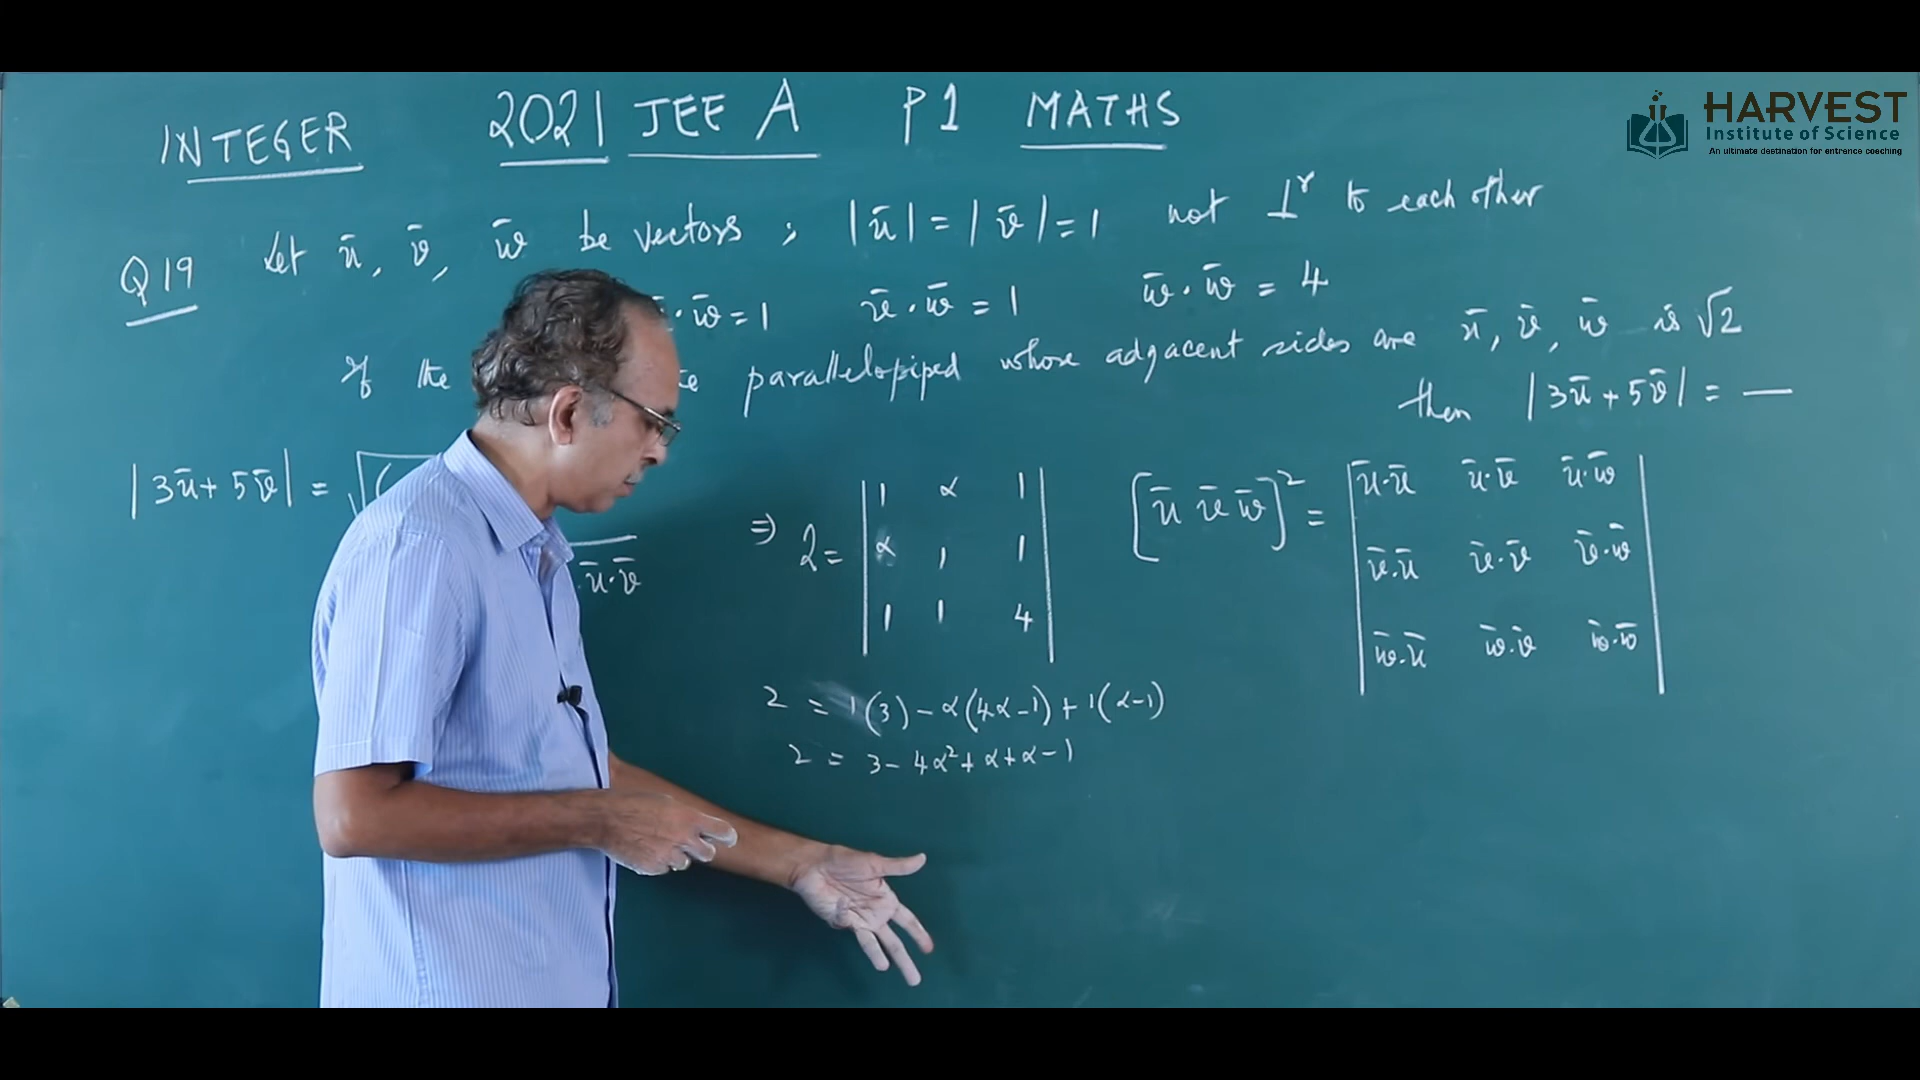 HARVEST
Institute of Science
An ultimate destination for entrance coaching
INTEGER 2021 JEE A P1 MATHS
Q19 Let ū, v̄, w̄ be vectors ; |ū| = |v̄| = 1 not ⊥r to each other
·w̄ = 1 v̄·w̄ = 1 w̄·w̄ = 4
If the parallelopiped whose adjacent sides are ū, v̄, w̄ is √2
then |3ū + 5v̄| = —
|3ū + 5v̄| = √(
·ū·v̄
⇒ 2 = | 1 α 1 |
| α 1 1 |
| 1 1 4 |
[ū v̄ w̄]² = | ū·ū ū·v̄ ū·w̄ |
| v̄·ū v̄·v̄ v̄·w̄ |
| w̄·ū w̄·v̄ w̄·w̄ |
2 = 1(3) - α(4α-1) + 1(α-1)
2 = 3 - 4α² + α + α - 1